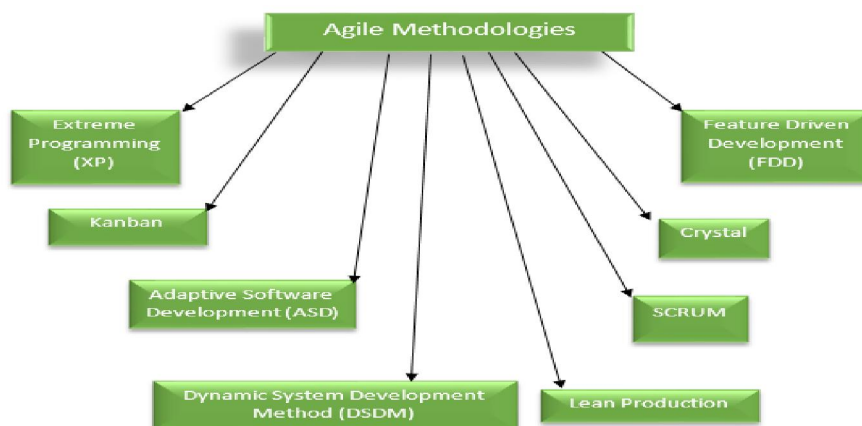 Agile Methodologies
Extreme
Programming
(XP)
Feature Driven
Development
(FDD)
Kanban
Crystal
Adaptive Software
Development (ASD)
SCRUM
Dynamic System Development
Method (DSDM)
Lean Production